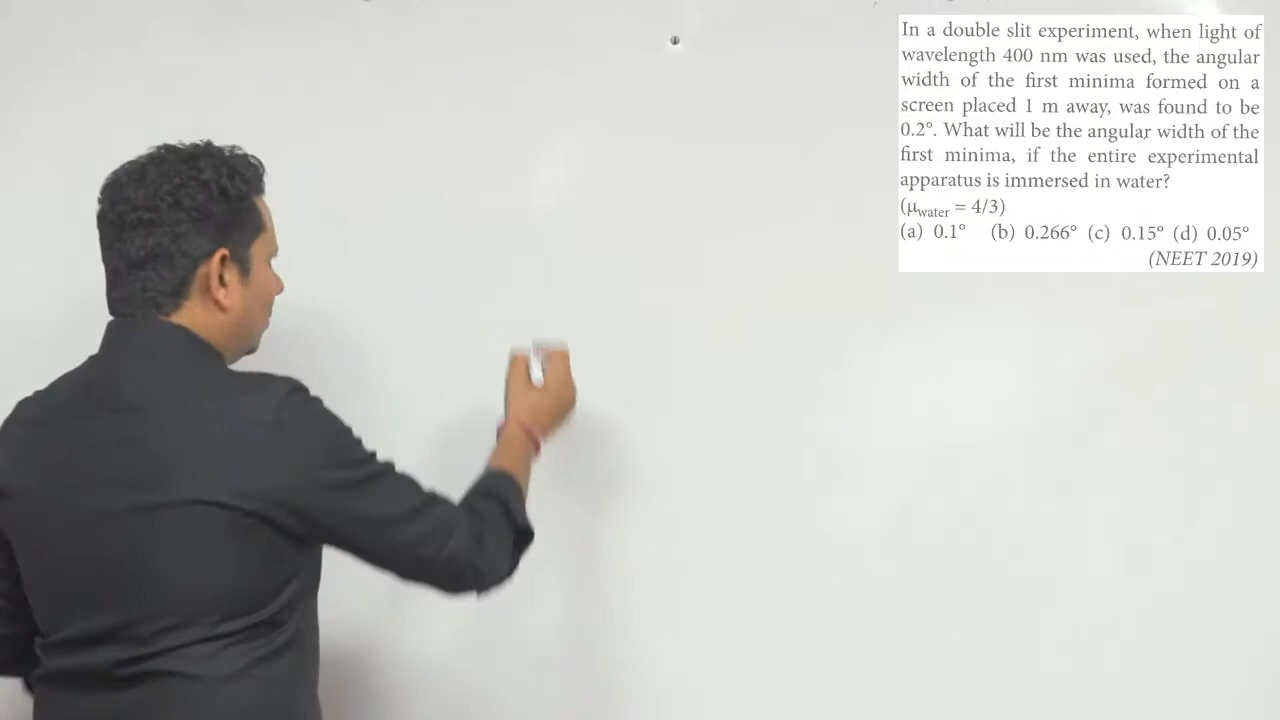 In a double slit experiment, when light of
wavelength 400 nm was used, the angular
width of the first minima formed on a
screen placed 1 m away, was found to be
0.2°. What will be the angular width of the
first minima, if the entire experimental
apparatus is immersed in water?
(μwater = 4/3)
(a) 0.1° (b) 0.266° (c) 0.15° (d) 0.05°
(NEET 2019)